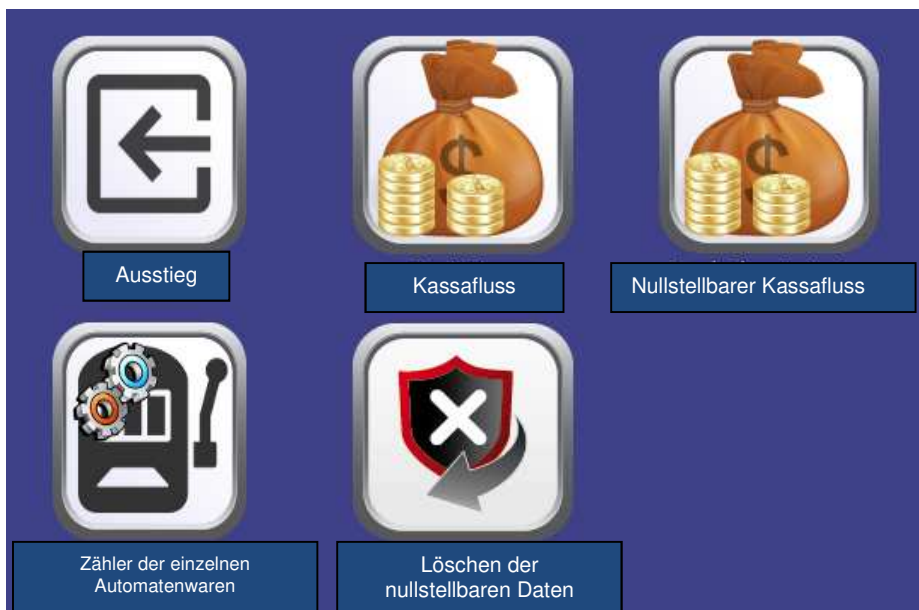 Ausstieg
Kassafluss
Nullstellbarer Kassafluss
Zähler der einzelnen
Automatenwaren
Löschen der
nullstellbaren Daten